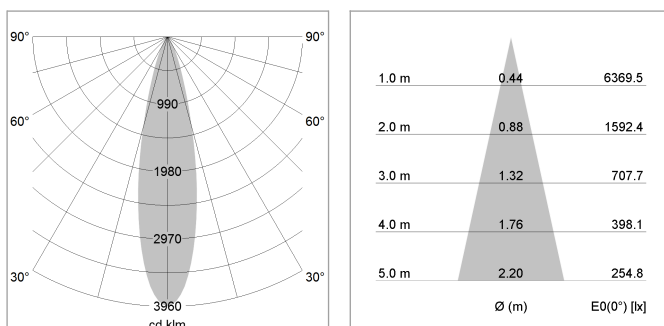 90° 90°
990
60° 60°
1980
2970
30° 30°
3960
cd klm
1.0 m 0.44 6369.5
2.0 m 0.88 1592.4
3.0 m 1.32 707.7
4.0 m 1.76 398.1
5.0 m 2.20 254.8
Ø (m) E0(0°) [lx]